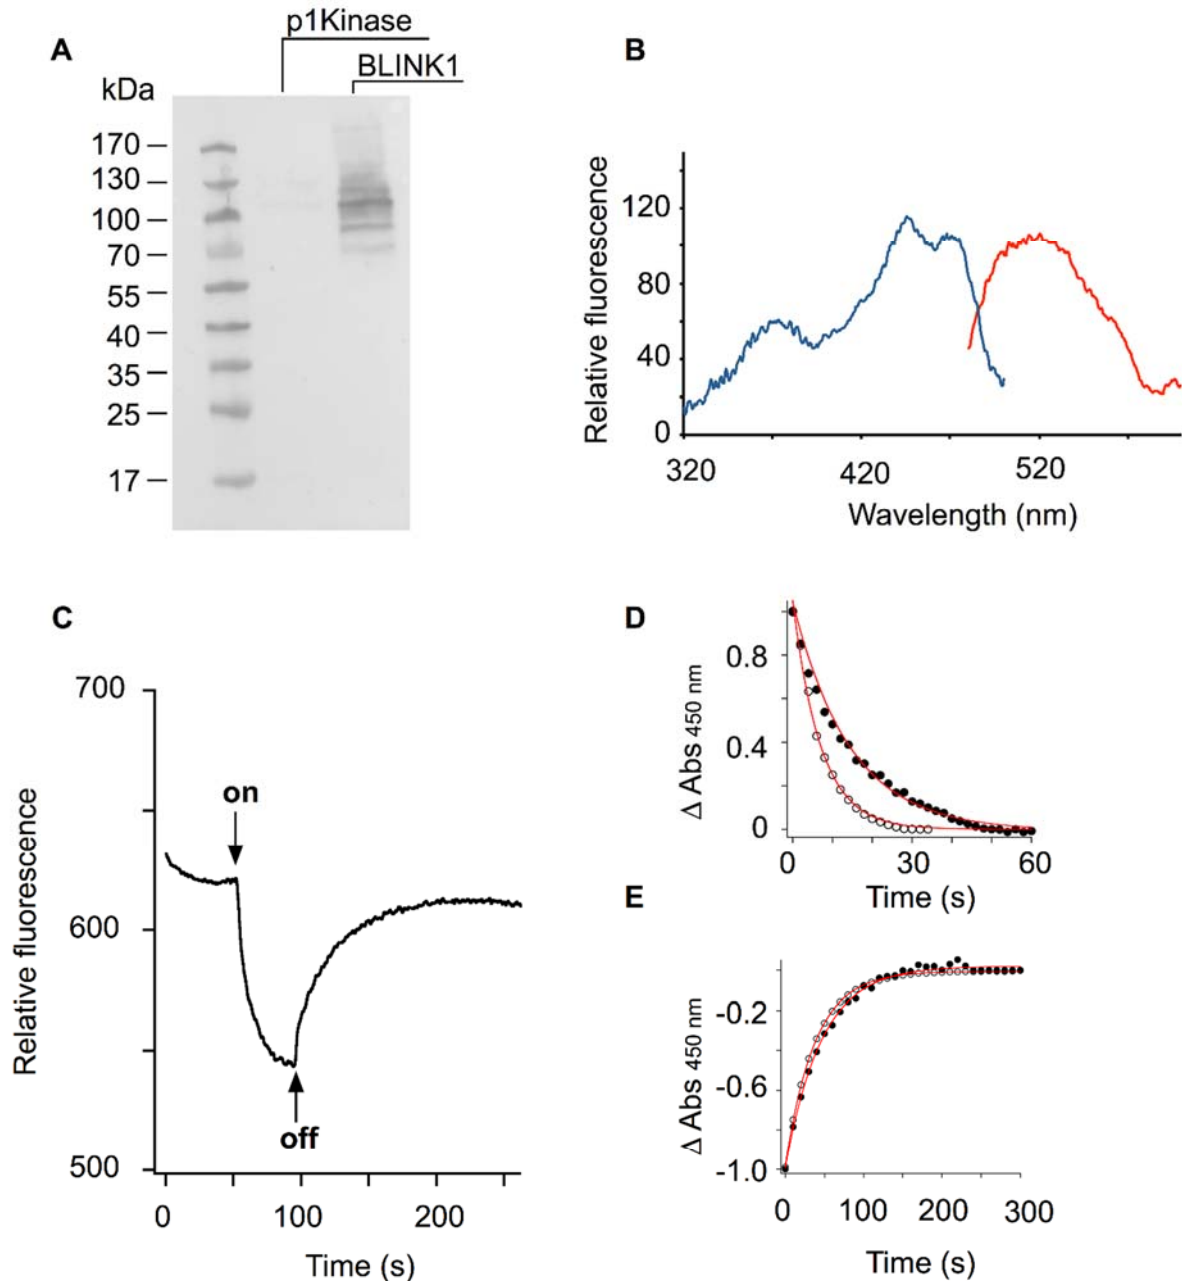 A
p1Kinase
BLINK1
kDa
170
130
100
70
55
40
35
25
17
B
Relative fluorescence
120
80
40
0
320
420
520
Wavelength (nm)
C
Relative fluorescence
700
600
500
on
off
0
100
200
Time (s)
D
Δ Abs 450 nm
0.8
0.4
0
0
30
60
Time (s)
E
Δ Abs 450 nm
-0.2
-0.6
-1.0
0
100
200
300
Time (s)